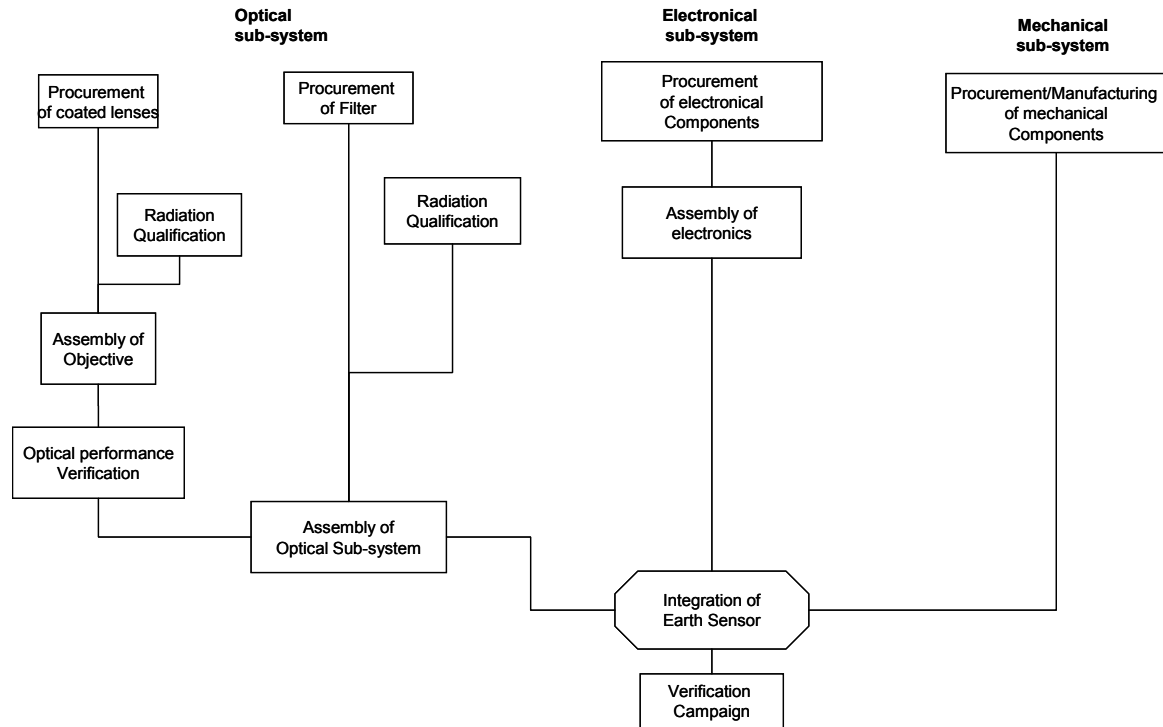 Optical
sub-system
Electronical
sub-system
Mechanical
sub-system
Procurement
of coated lenses
Procurement
of Filter
Procurement
of electronical
Components
Procurement/Manufacturing
of mechanical
Components
Radiation
Qualification
Radiation
Qualification
Assembly of
electronics
Assembly of
Objective
Optical performance
Verification
Assembly of
Optical Sub-system
Integration of
Earth Sensor
Verification
Campaign